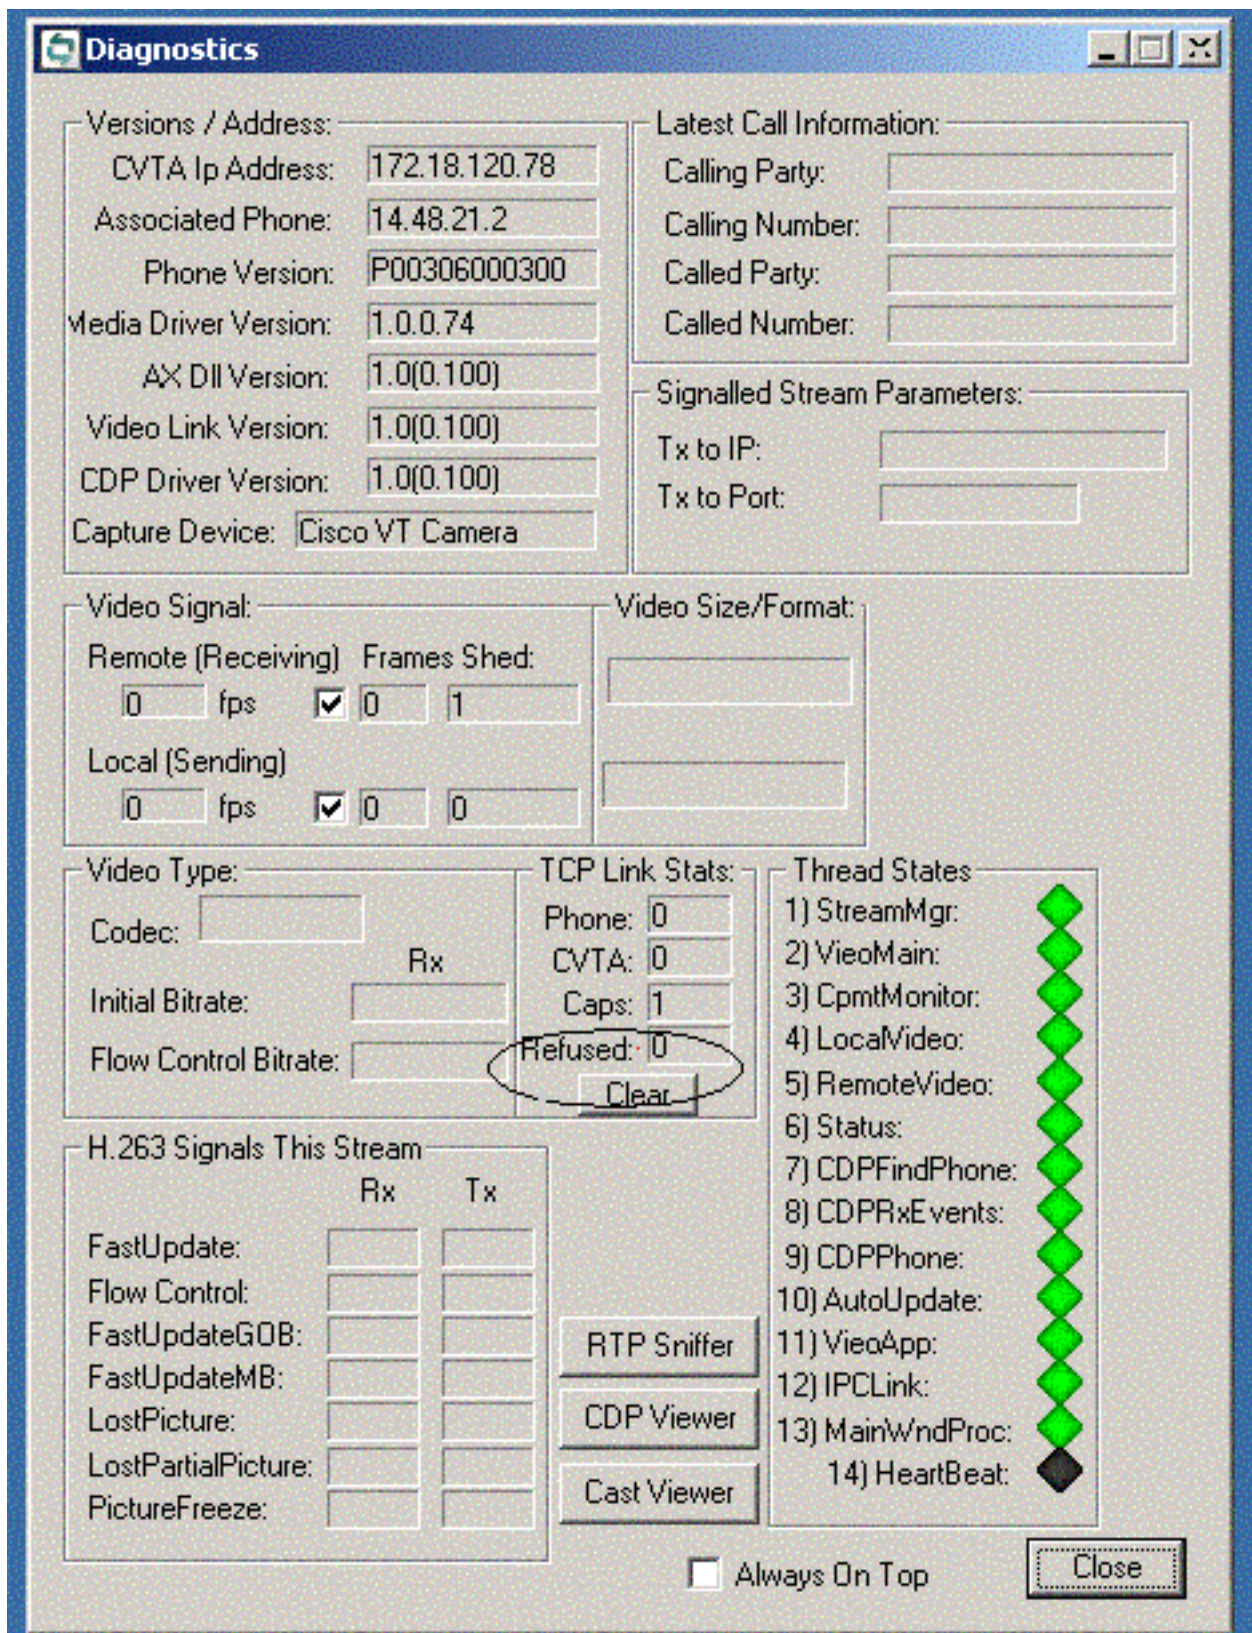 Diagnostics
Versions / Address:
CVTA Ip Address: 172.18.120.78
Associated Phone: 14.48.21.2
Phone Version: P00306000300
Media Driver Version: 1.0.0.74
AX Dll Version: 1.0(0.100)
Video Link Version: 1.0(0.100)
CDP Driver Version: 1.0(0.100)
Capture Device: Cisco VT Camera
Latest Call Information:
Calling Party:
Calling Number:
Called Party:
Called Number:
Signalled Stream Parameters:
Tx to IP:
Tx to Port:
Video Signal:
Remote (Receiving) Frames Shed:
0 fps 0 1
Local (Sending)
0 fps 0 0
Video Size/Format:
Video Type:
Codec:
Rx
Initial Bitrate:
Flow Control Bitrate:
TCP Link Stats:
Phone: 0
CVTA: 0
Caps: 1
Refused: 0
Clear
Thread States
1) StreamMgr:
2) VieoMain:
3) CpmtMonitor:
4) LocalVideo:
5) RemoteVideo:
6) Status:
7) CDPFindPhone:
8) CDPRxEvents:
9) CDPPhone:
10) AutoUpdate:
11) VieoApp:
12) IPCLink:
13) MainWndProc:
14) HeartBeat:
H.263 Signals This Stream
Rx Tx
FastUpdate:
Flow Control:
FastUpdateGOB:
FastUpdateMB:
LostPicture:
LostPartialPicture:
PictureFreeze:
RTP Sniffer
CDP Viewer
Cast Viewer
Always On Top
Close